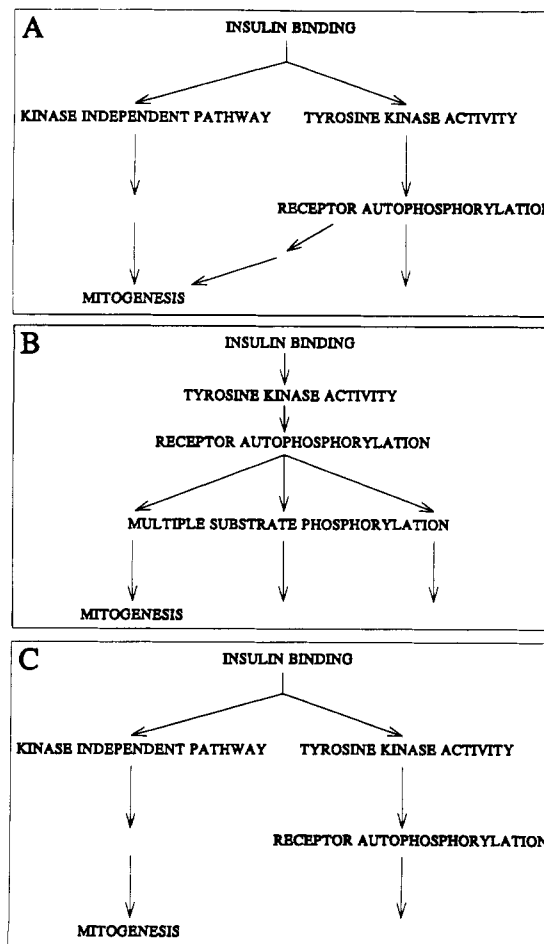 A
INSULIN BINDING
KINASE INDEPENDENT PATHWAY TYROSINE KINASE ACTIVITY
RECEPTOR AUTOPHOSPHORYLATION
MITOGENESIS
B
INSULIN BINDING
TYROSINE KINASE ACTIVITY
RECEPTOR AUTOPHOSPHORYLATION
MULTIPLE SUBSTRATE PHOSPHORYLATION
MITOGENESIS
C
INSULIN BINDING
KINASE INDEPENDENT PATHWAY TYROSINE KINASE ACTIVITY
RECEPTOR AUTOPHOSPHORYLATION
MITOGENESIS